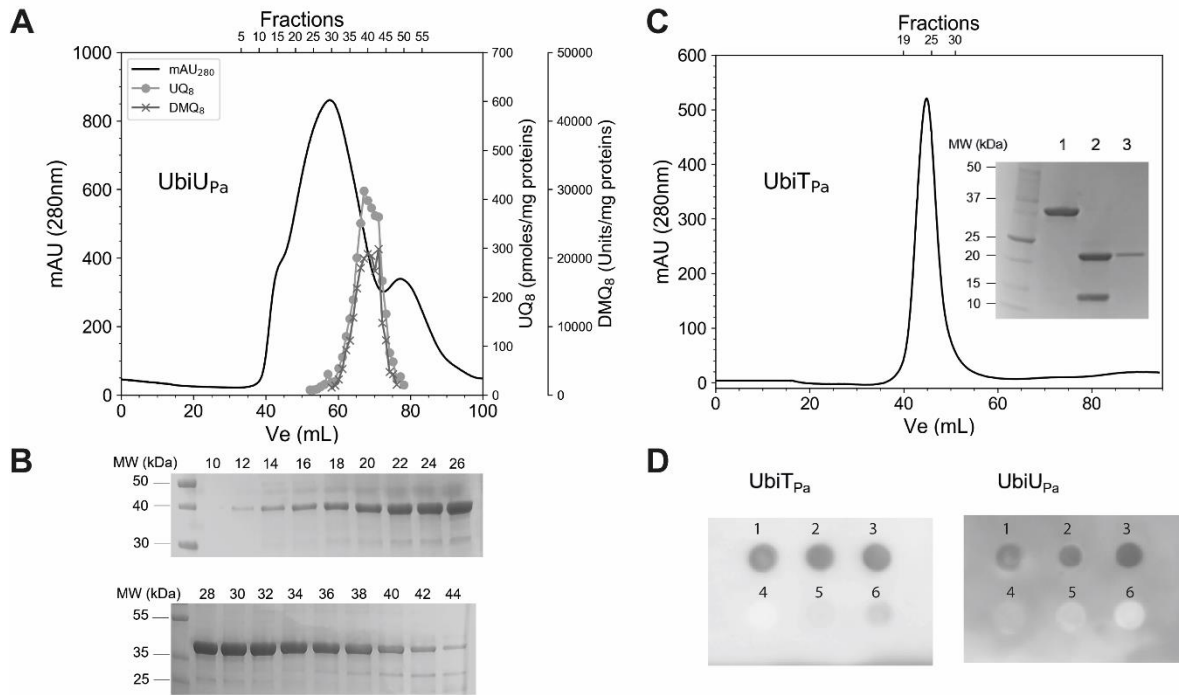 A
Fractions
5 10 15 20 25 30 35 40 45 50 55
1000
800
600
400
200
0
mAU (280nm)
mAU280
UQ8
DMQ8
UbiUPa
700
600
500
400
300
200
100
0
UQ8 (pmoles/mg proteins)
50000
40000
30000
20000
10000
0
DMQ8 (Units/mg proteins)
0 20 40 60 80 100
Ve (mL)
B
MW (kDa) 10 12 14 16 18 20 22 24 26
50
40
30
MW (kDa) 28 30 32 34 36 38 40 42 44
55
35
25
C
Fractions
19 25 30
600
500
400
300
200
100
0
mAU (280nm)
UbiTPa
MW (kDa) 1 2 3
50
37
25
20
15
10
0 20 40 60 80
Ve (mL)
D
UbiTPa
1 2 3
4 5 6
UbiUPa
1 2 3
4 5 6